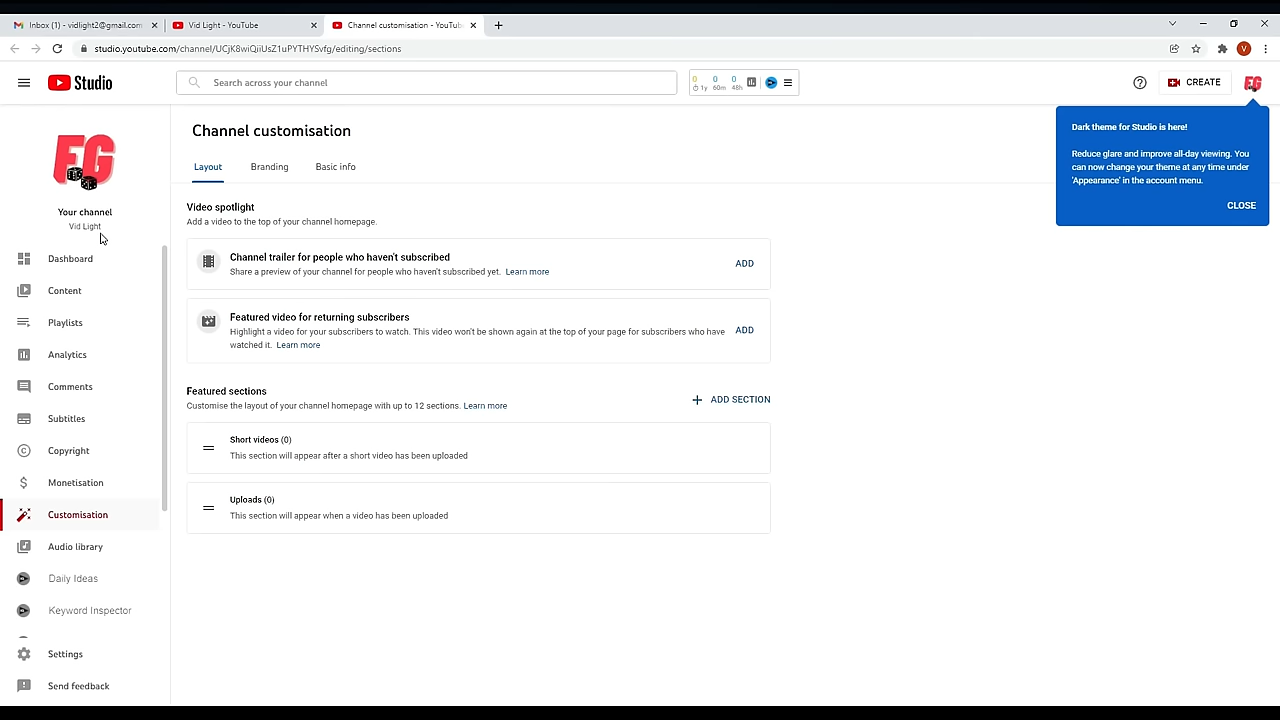 Inbox (1) - vidlight2@gmail.com
Vid Light - YouTube
Channel customisation - YouTub
studio.youtube.com/channel/UCjK8wiQiiUsZ1uPYTHYSvfg/editing/sections
V
Studio
Search across your channel
0 0 0
1y 60m 48h
CREATE
FG
Dark theme for Studio is here!
Reduce glare and improve all-day viewing. You
can now change your theme at any time under
'Appearance' in the account menu.
CLOSE
FG
Your channel
Vid Light
Dashboard
Content
Playlists
Analytics
Comments
Subtitles
Copyright
Monetisation
Customisation
Audio library
Daily Ideas
Keyword Inspector
Settings
Send feedback
Channel customisation
Layout Branding Basic info
Video spotlight
Add a video to the top of your channel homepage.
Channel trailer for people who haven't subscribed
Share a preview of your channel for people who haven't subscribed yet. Learn more
ADD
Featured video for returning subscribers
Highlight a video for your subscribers to watch. This video won't be shown again at the top of your page for subscribers who have
watched it. Learn more
ADD
Featured sections
Customise the layout of your channel homepage with up to 12 sections. Learn more
ADD SECTION
Short videos (0)
This section will appear after a short video has been uploaded
Uploads (0)
This section will appear when a video has been uploaded